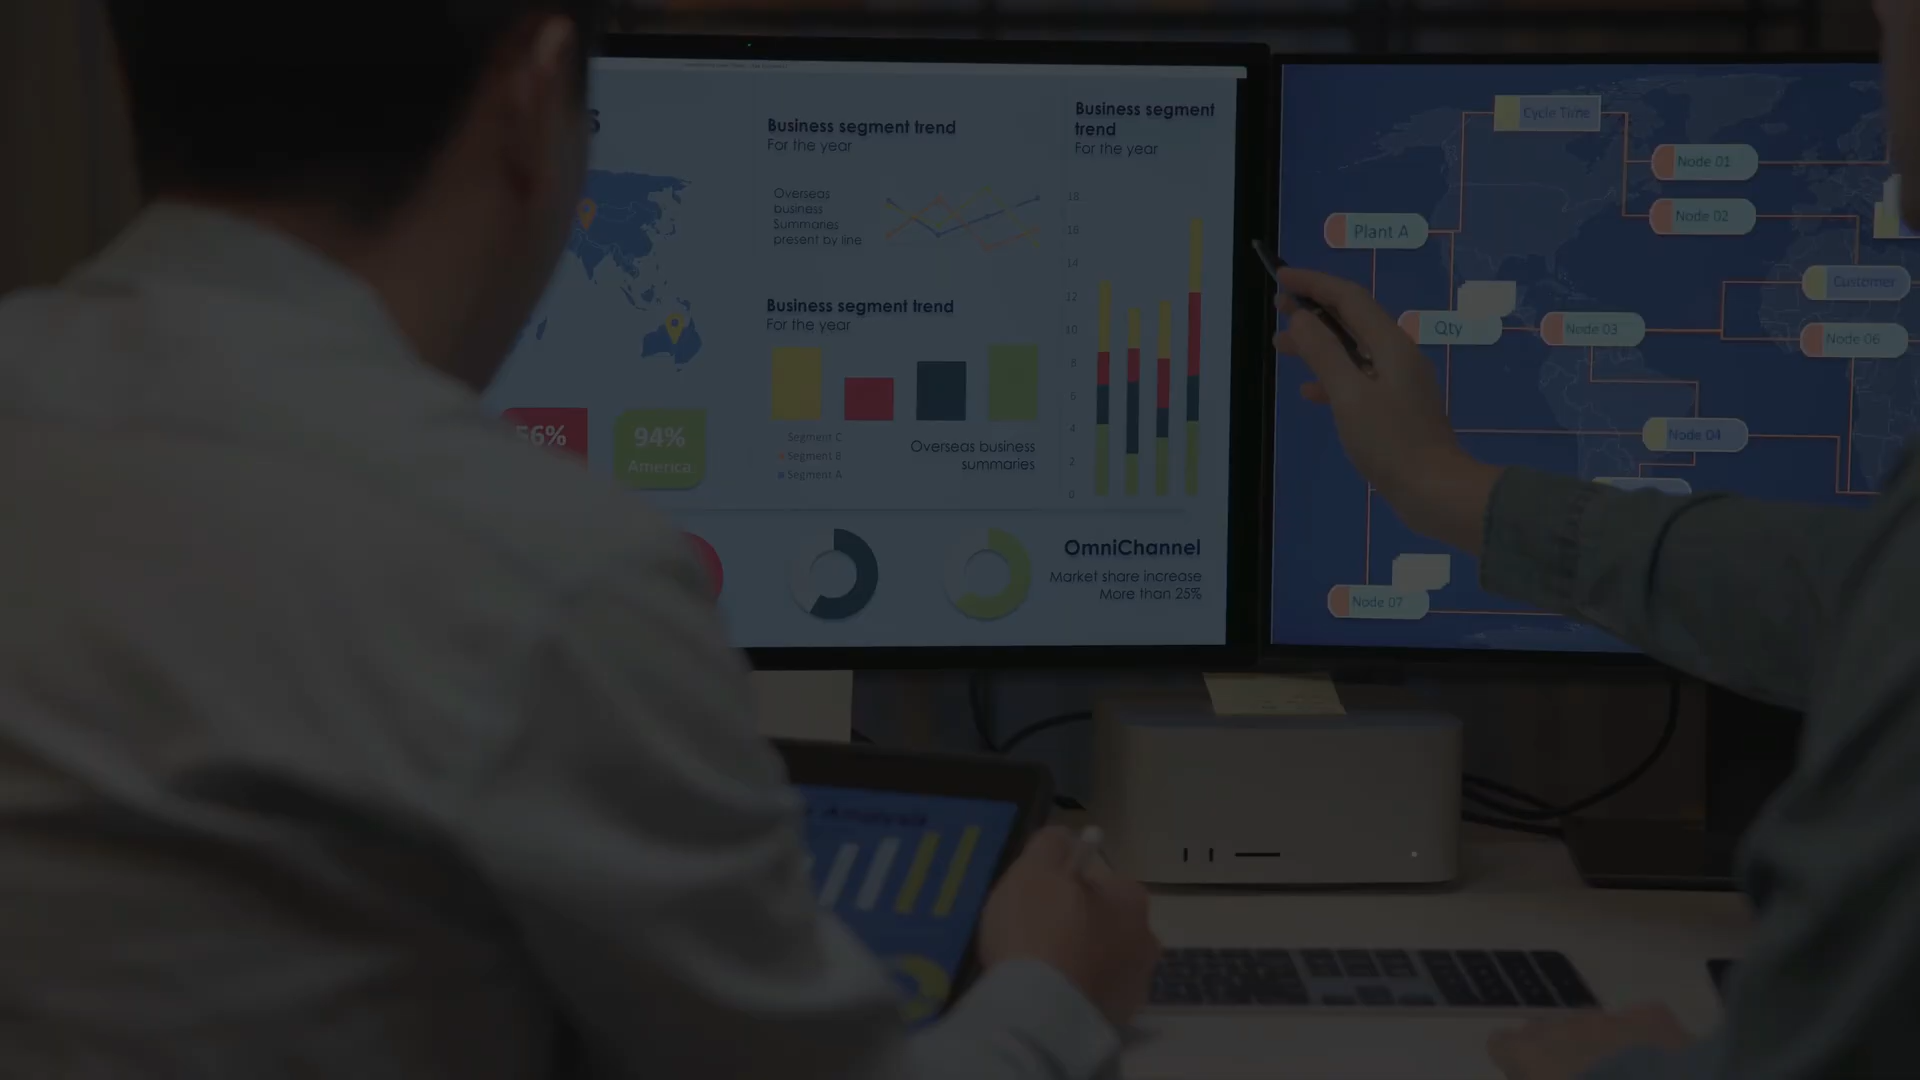 S
Business segment trend
For the year
Overseas
business
Summaries
present by line
Business segment trend
For the year
Segment C
Segment B
Segment A
Overseas business
summaries
56%
94%
America
Business segment
trend
For the year
18
16
14
12
10
8
6
4
2
0
OmniChannel
Market share increase
More than 25%
Cycle Time
Node 01
Node 02
Plant A
Customer
Qty
Node 03
Node 06
Node 04
Node 07
Analysis